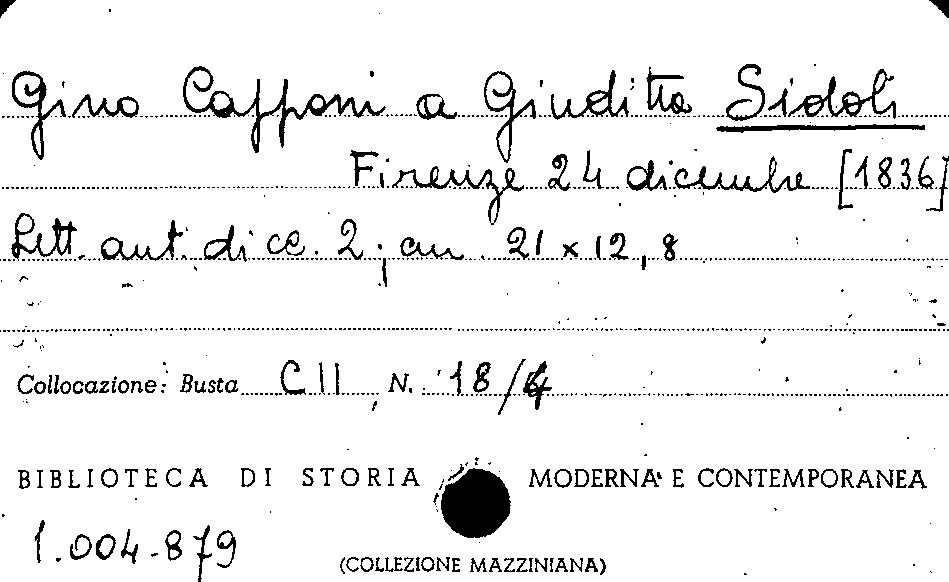 Gino Capponi a Giuditta Sidoli
Firenze 24 dicembre [1836]
Lett. aut. di cc. 2; cm. 21 x 12,8
Collocazione: Busta CII N. 18/4
BIBLIOTECA DI STORIA MODERNA E CONTEMPORANEA
1.004.879
(COLLEZIONE MAZZINIANA)